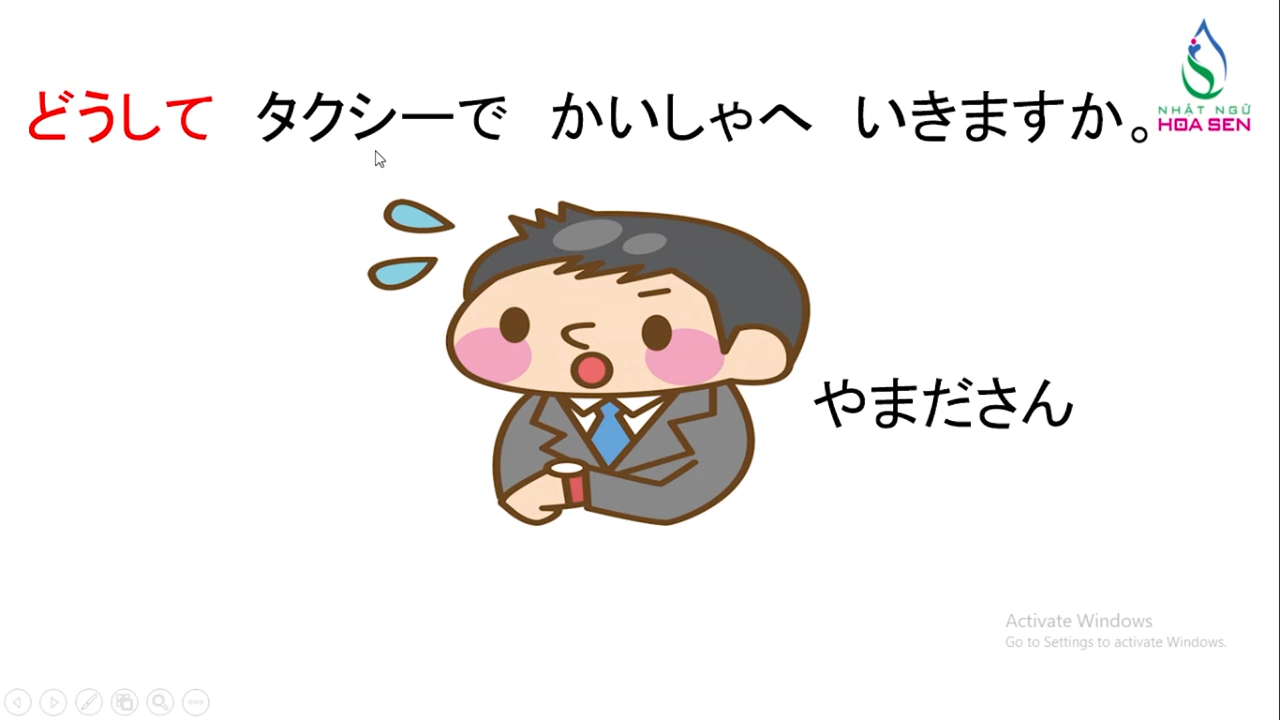 どうして　タクシーで　かいしゃへ　いきますか。
NHẬT NGỮ
HOA SEN
やまださん
Activate Windows
Go to Settings to activate Windows.